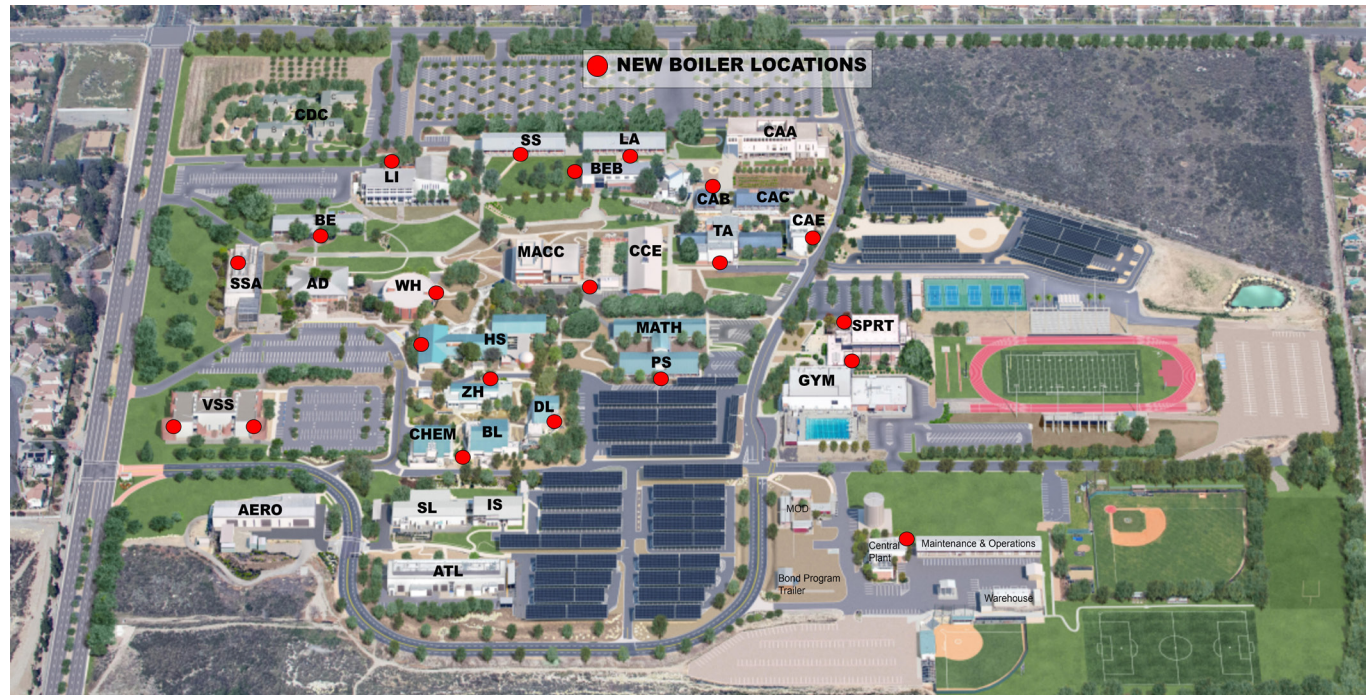 NEW BOILER LOCATIONS
CDC
SS
LA
CAA
LI
BEB
CAB
CAC
BE
TA
CAE
MACC
CCE
SSA
AD
WH
HS
MATH
SPRT
PS
GYM
ZH
VSS
DL
CHEM
BL
AERO
SL
IS
MOD
Central
Plant
Maintenance & Operations
ATL
Bond Program
Trailer
Warehouse